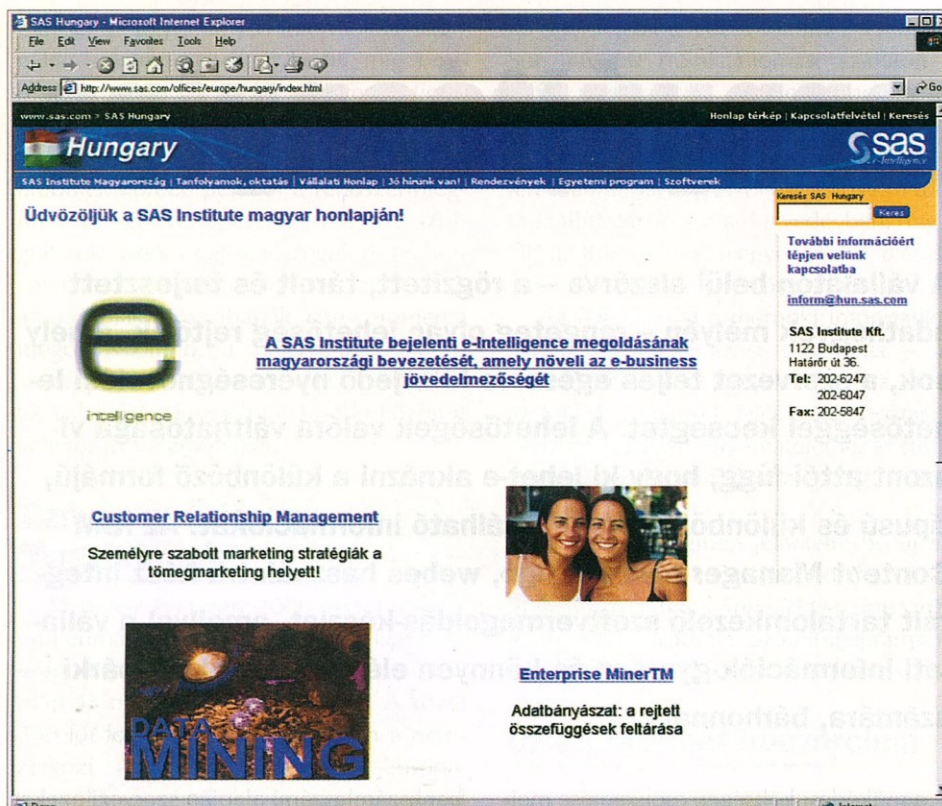 SAS Hungary - Microsoft Internet Explorer
File Edit View Favorites Tools Help
Address http://www.sas.com/offices/europe/hungary/index.html Go
www.sas.com > SAS Hungary Honlap térkép | Kapcsolatfelvétel | Keresés
Hungary
sas
e-Intelligence
SAS Institute Magyarország | Tanfolyamok, oktatás | Vállalati Honlap | Jó hírünk van! | Rendezvények | Egyetemi program | Szoftverek
Keresés SAS Hungary
Keres
Üdvözöljük a SAS Institute magyar honlapján!
További információért
lépjen velünk
kapcsolatba
inform@hun.sas.com
SAS Institute Kft.
1122 Budapest
Határőr út 36.
Tel: 202-6247
202-6047
Fax: 202-5847
e
intelligence
A SAS Institute bejelenti e-Intelligence megoldásának
magyarországi bevezetését, amely növeli az e-business
jövedelmezőségét
Customer Relationship Management
Személyre szabott marketing stratégiák a
tömegmarketing helyett!
DATA
MINING
Enterprise MinerTM
Adatbányászat: a rejtett
összefüggések feltárása